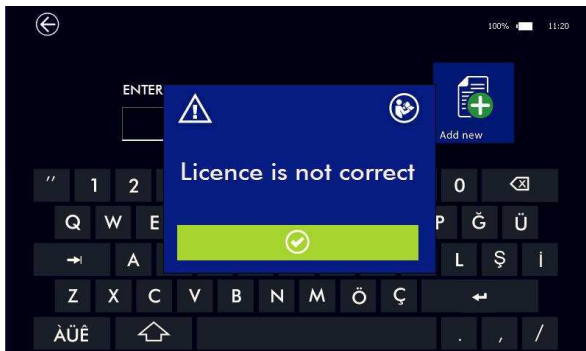 100% 11:20
ENTER
Add new
Licence is not correct
" 1 2 0
Q W E P Ğ Ü
A L Ş İ
Z X C V B N M Ö Ç
ÀÜÊ . , /